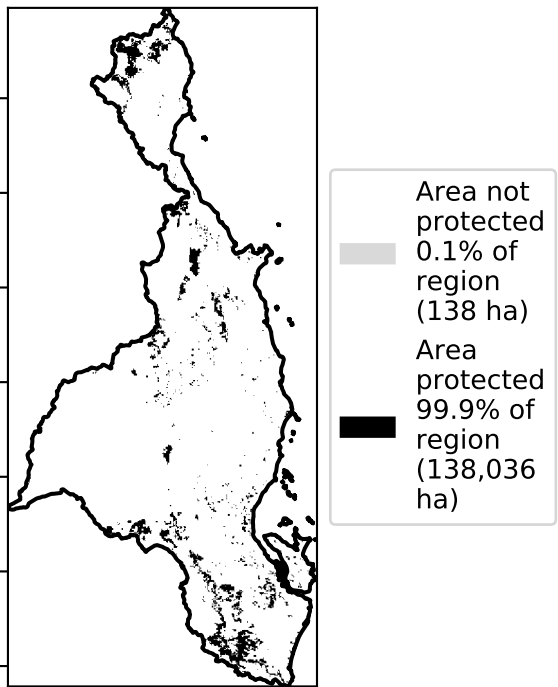 Area not
protected
0.1% of
region
(138 ha)
Area
protected
99.9% of
region
(138,036
ha)